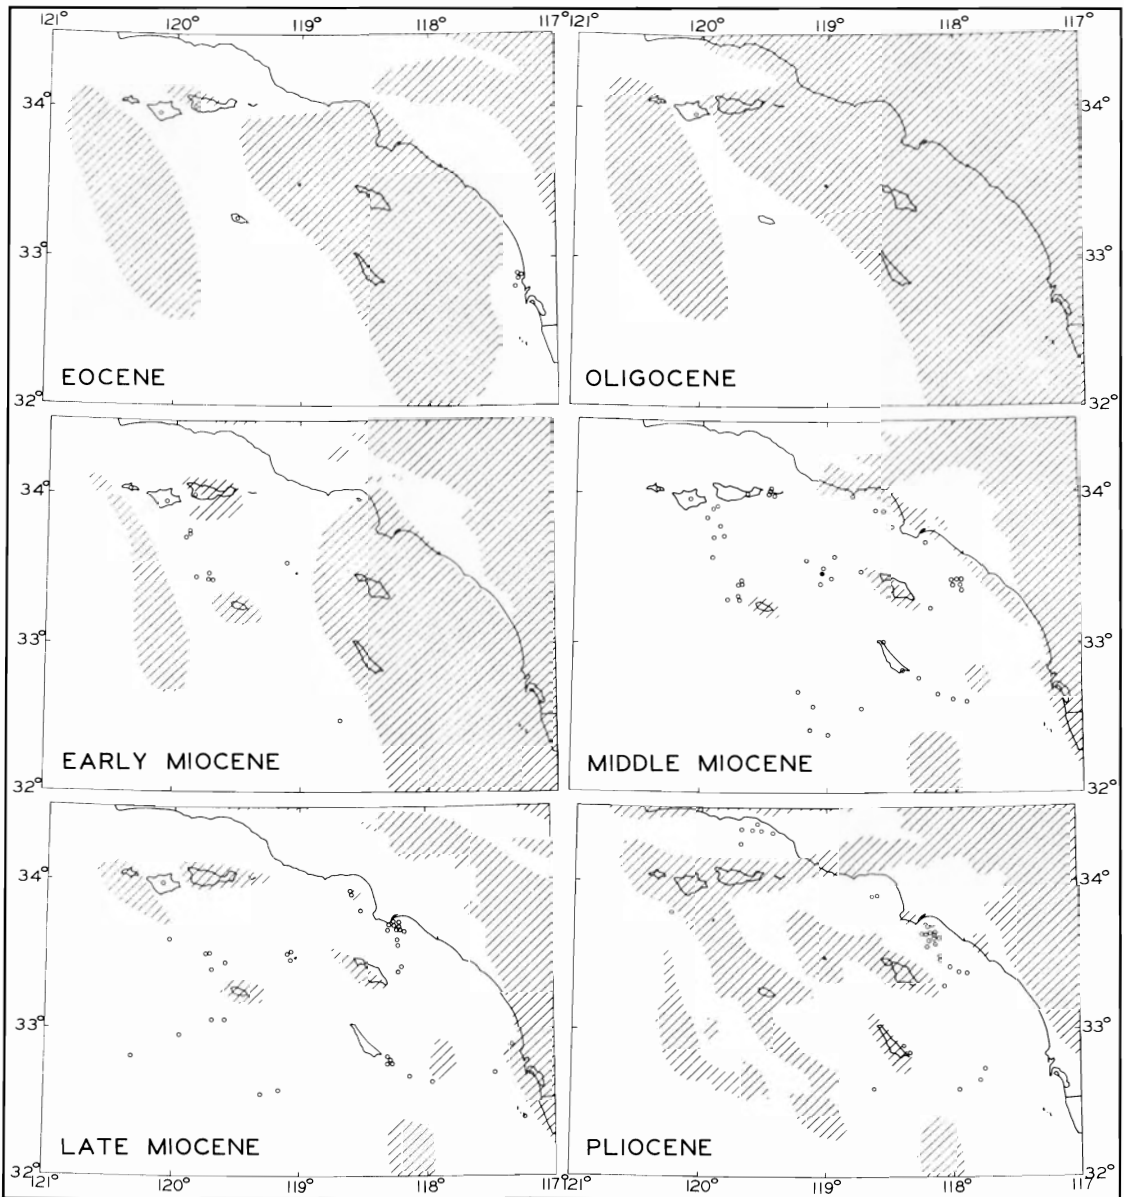 121° 120° 119° 118° 117° 121° 120° 119° 118° 117°
34° 34°
33° 33°
EOCENE OLIGOCENE
32° 32°
34° 34°
33° 33°
EARLY MIOCENE MIDDLE MIOCENE
32° 32°
34° 34°
33° 33°
LATE MIOCENE PLIOCENE
32° 32°
121° 120° 119° 118° 117° 121° 120° 119° 118° 117°